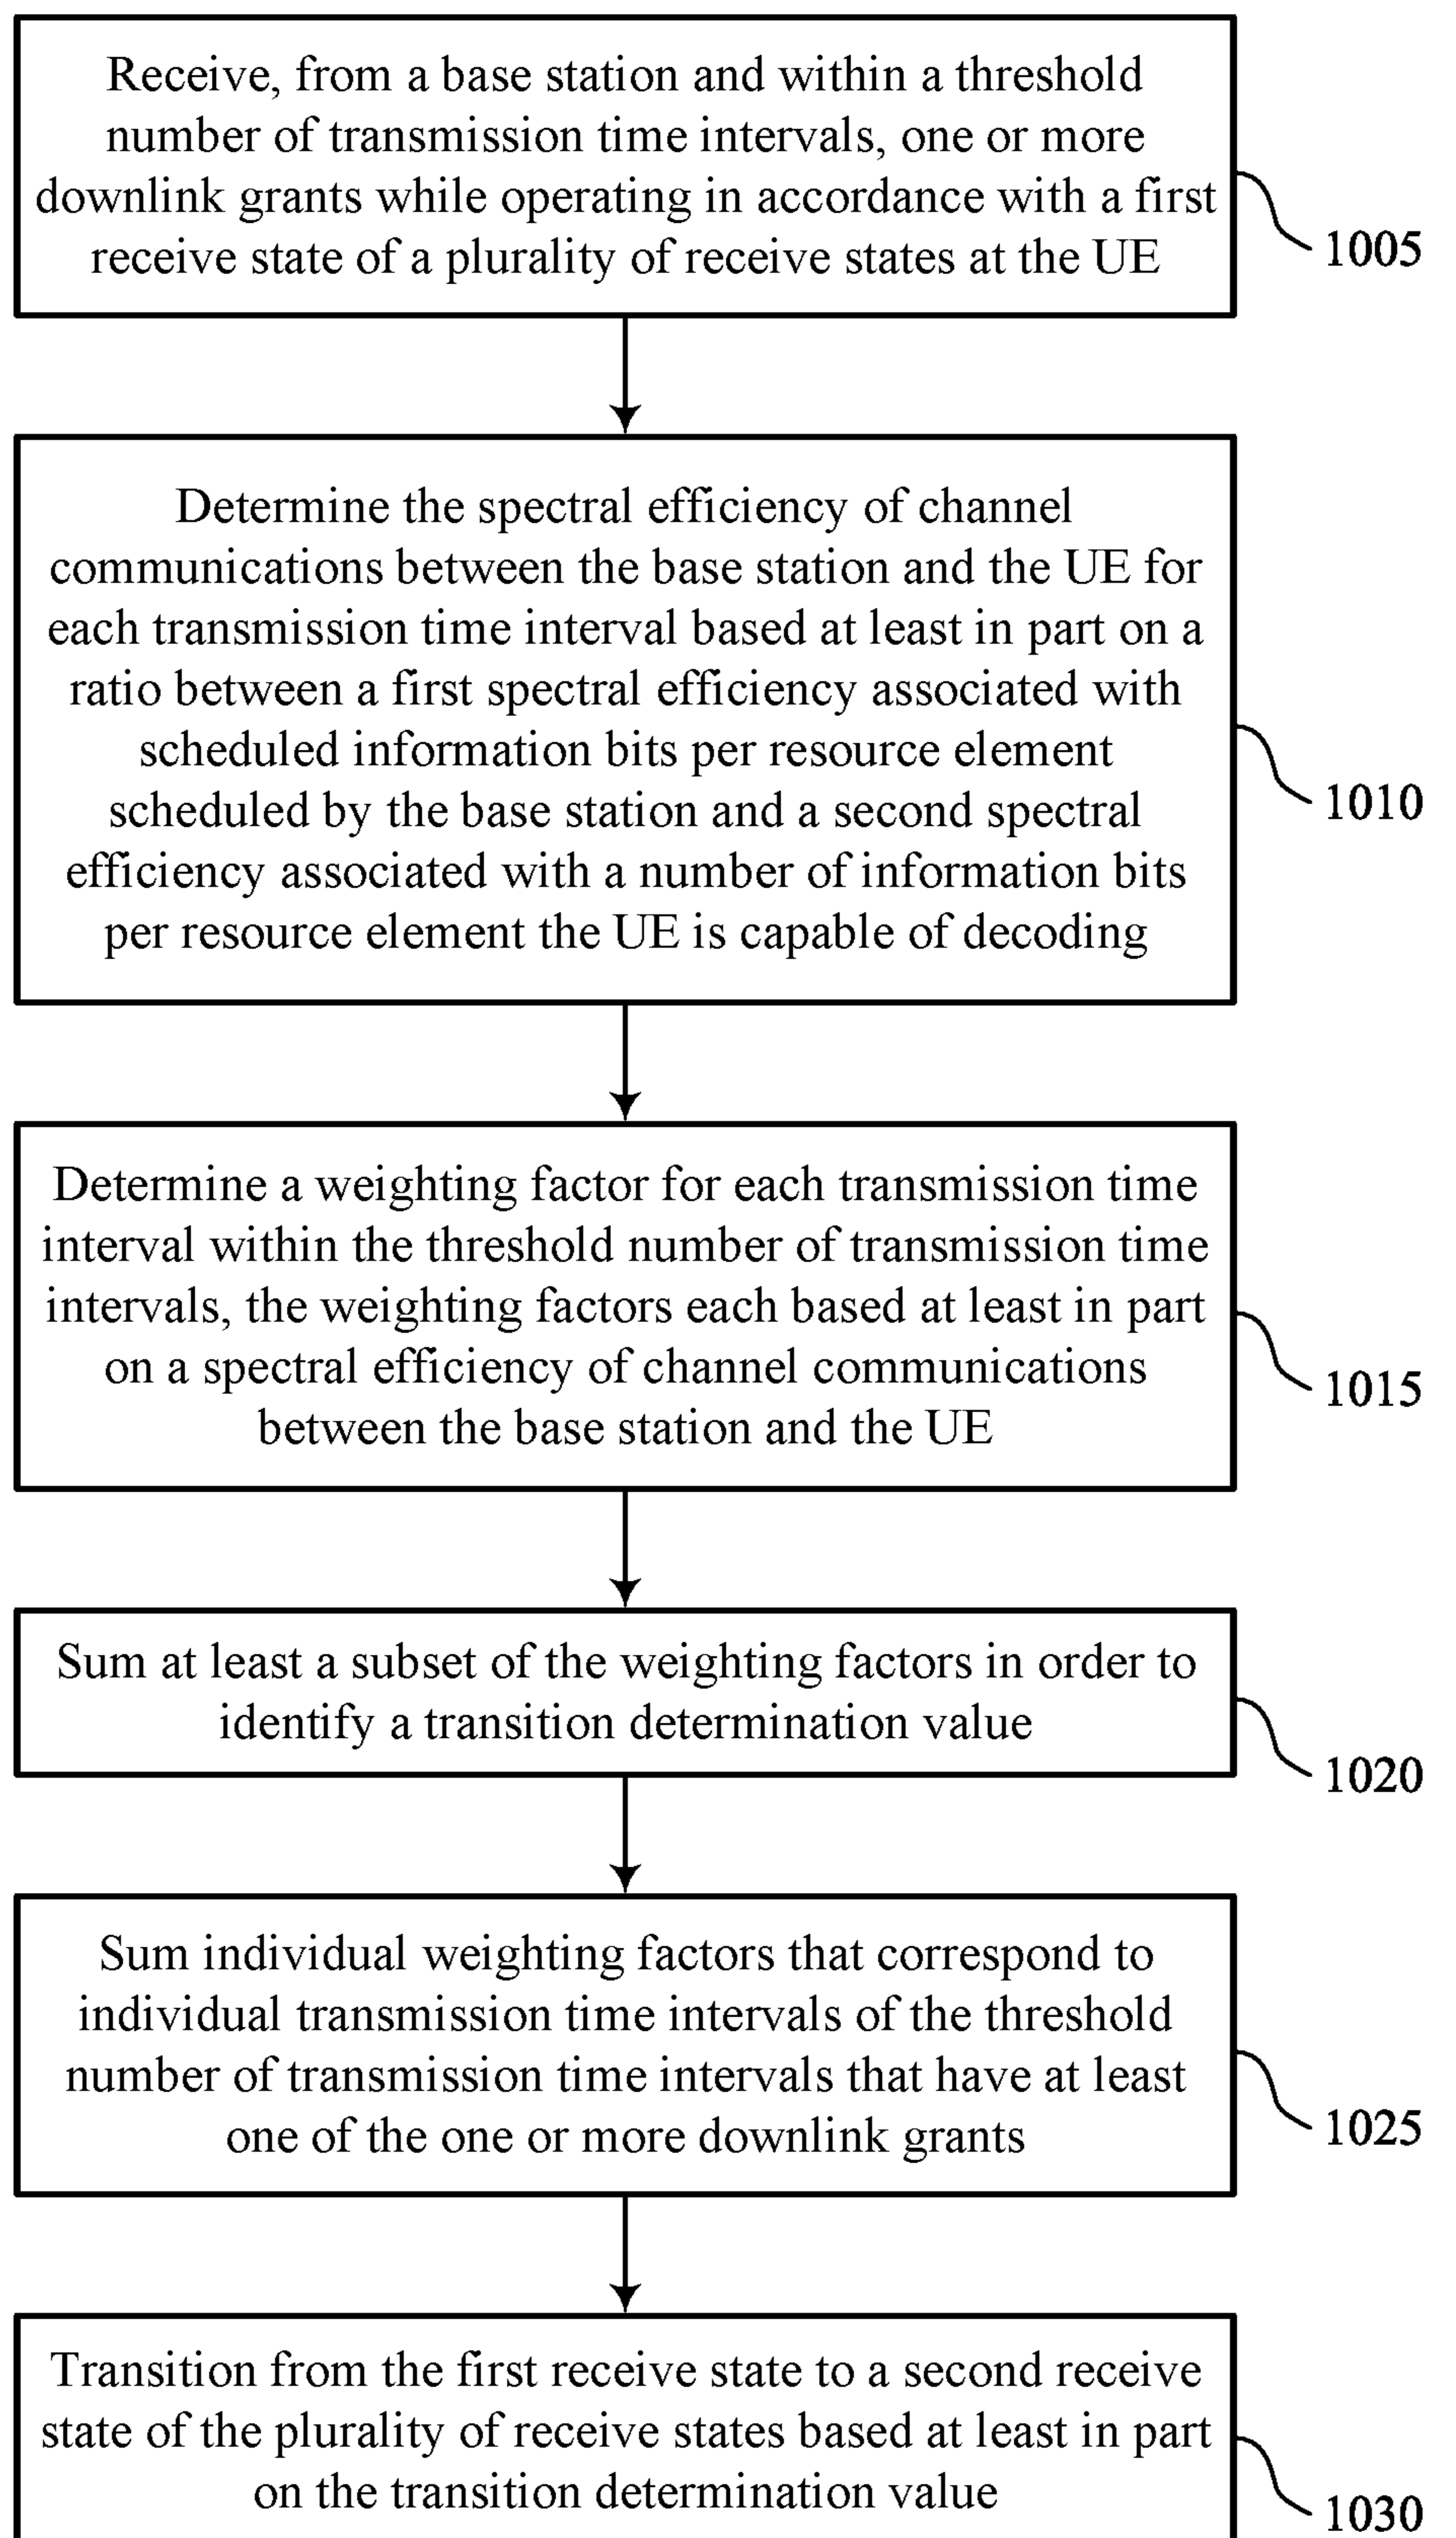 Receive, from a base station and within a threshold
number of transmission time intervals, one or more
downlink grants while operating in accordance with a first
receive state of a plurality of receive states at the UE
1005
Determine the spectral efficiency of channel
communications between the base station and the UE for
each transmission time interval based at least in part on a
ratio between a first spectral efficiency associated with
scheduled information bits per resource element
scheduled by the base station and a second spectral
efficiency associated with a number of information bits
per resource element the UE is capable of decoding
1010
Determine a weighting factor for each transmission time
interval within the threshold number of transmission time
intervals, the weighting factors each based at least in part
on a spectral efficiency of channel communications
between the base station and the UE
1015
Sum at least a subset of the weighting factors in order to
identify a transition determination value
1020
Sum individual weighting factors that correspond to
individual transmission time intervals of the threshold
number of transmission time intervals that have at least
one of the one or more downlink grants
1025
Transition from the first receive state to a second receive
state of the plurality of receive states based at least in part
on the transition determination value
1030